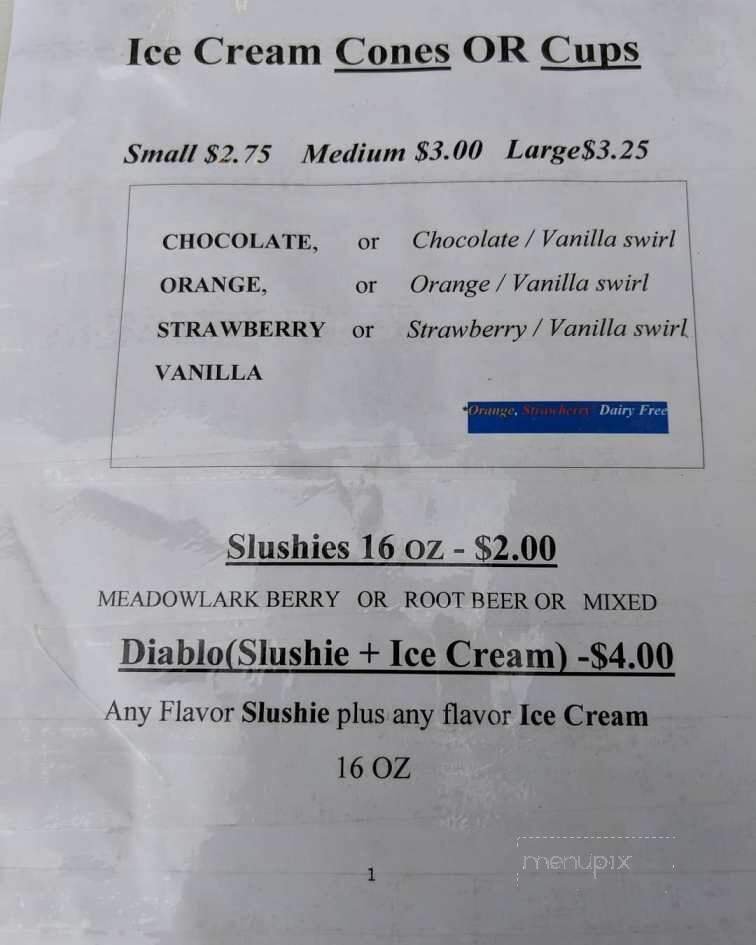 Ice Cream Cones OR Cups
Small $2.75 Medium $3.00 Large$3.25
CHOCOLATE, or Chocolate / Vanilla swirl
ORANGE, or Orange / Vanilla swirl
STRAWBERRY or Strawberry / Vanilla swirl
VANILLA
*Orange, Strawberry Dairy Free
Slushies 16 OZ - $2.00
MEADOWLARK BERRY OR ROOT BEER OR MIXED
Diablo(Slushie + Ice Cream) -$4.00
Any Flavor Slushie plus any flavor Ice Cream
16 OZ
menupix
1